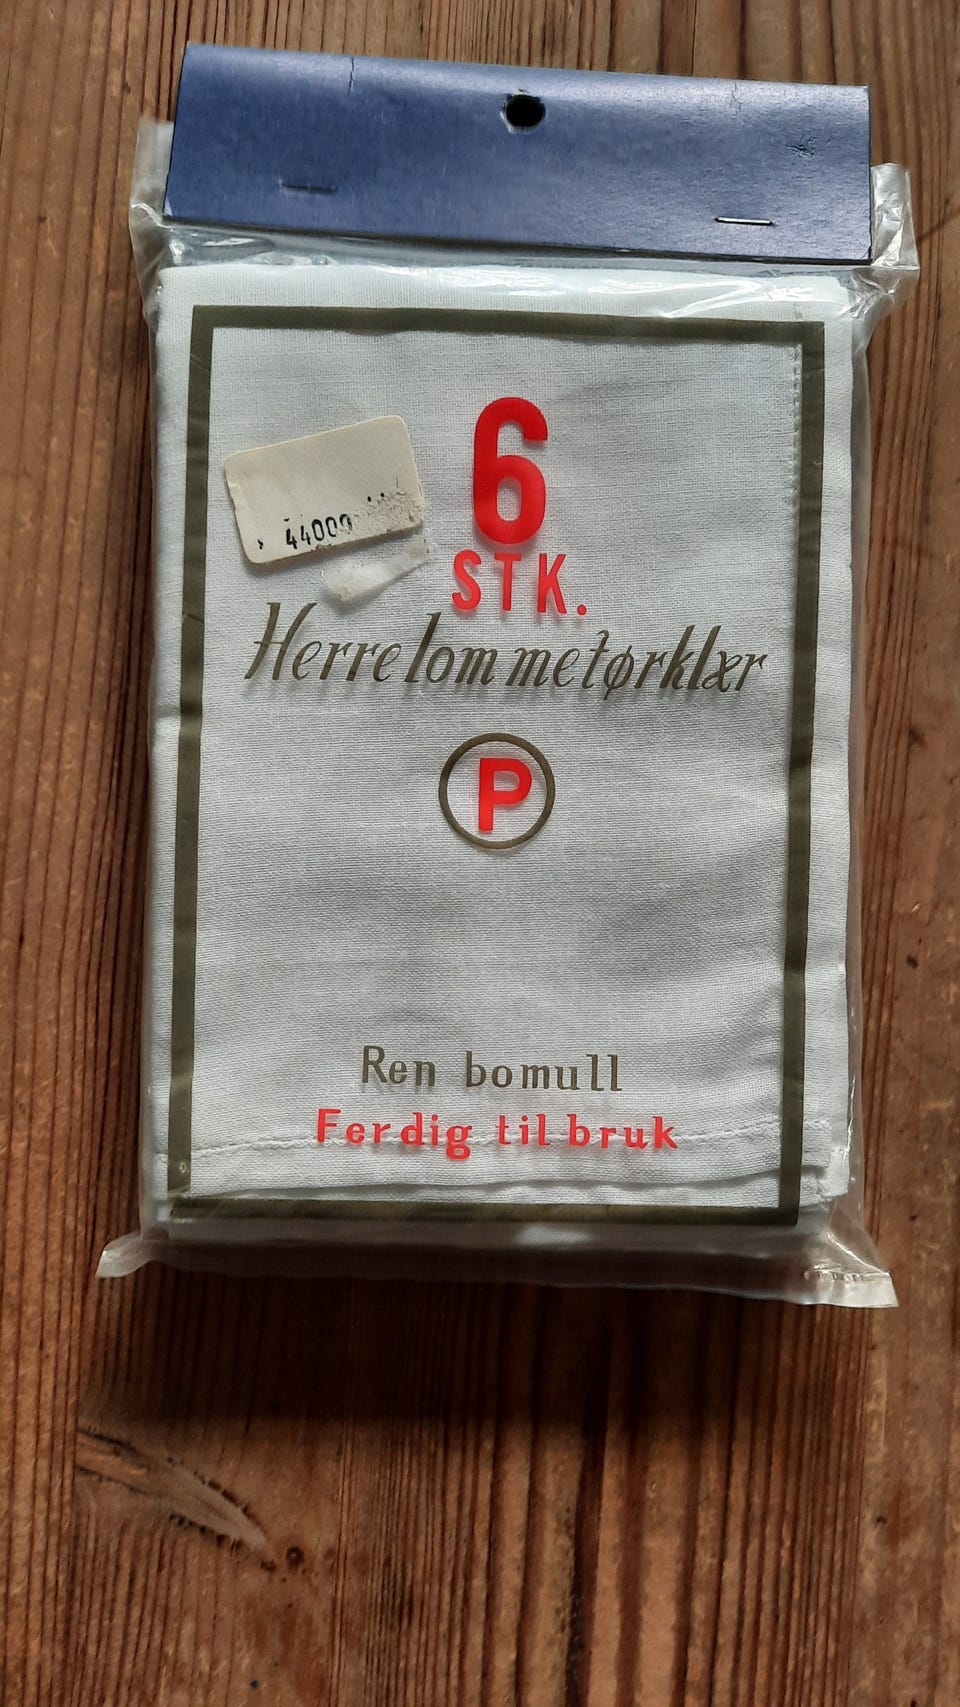 6
STK.
44000
Herrelommetørklær
P
Ren bomull
Ferdig til bruk